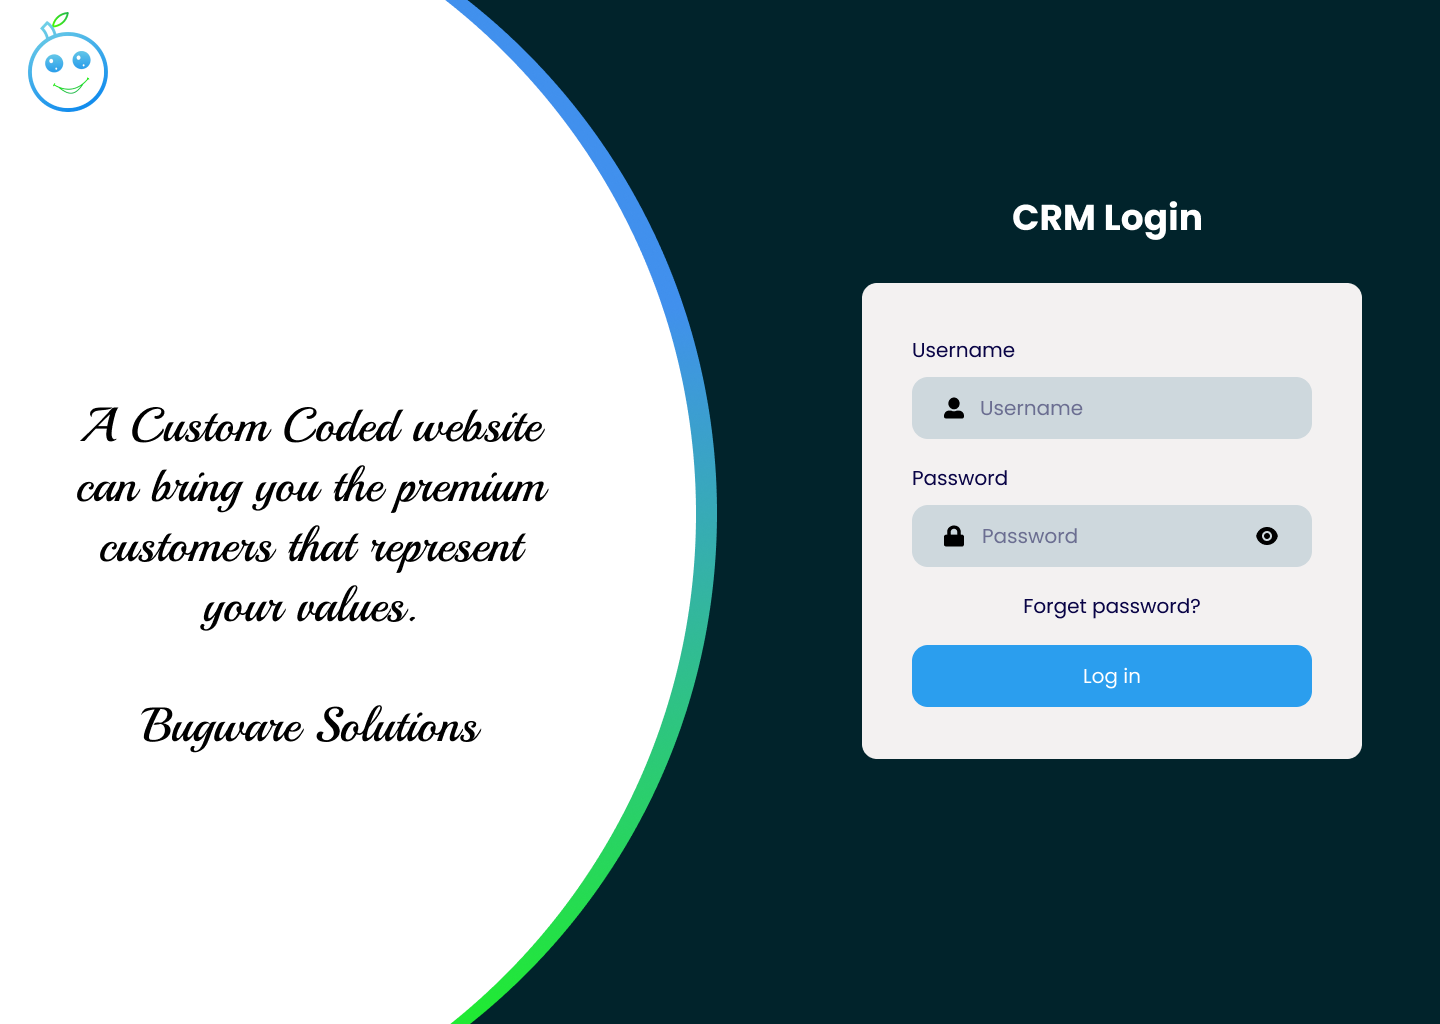 A Custom Coded website
can bring you the premium
customers that represent
your values.
Bugware Solutions
CRM Login
Username
Username
Password
Password
Forget password?
Log in